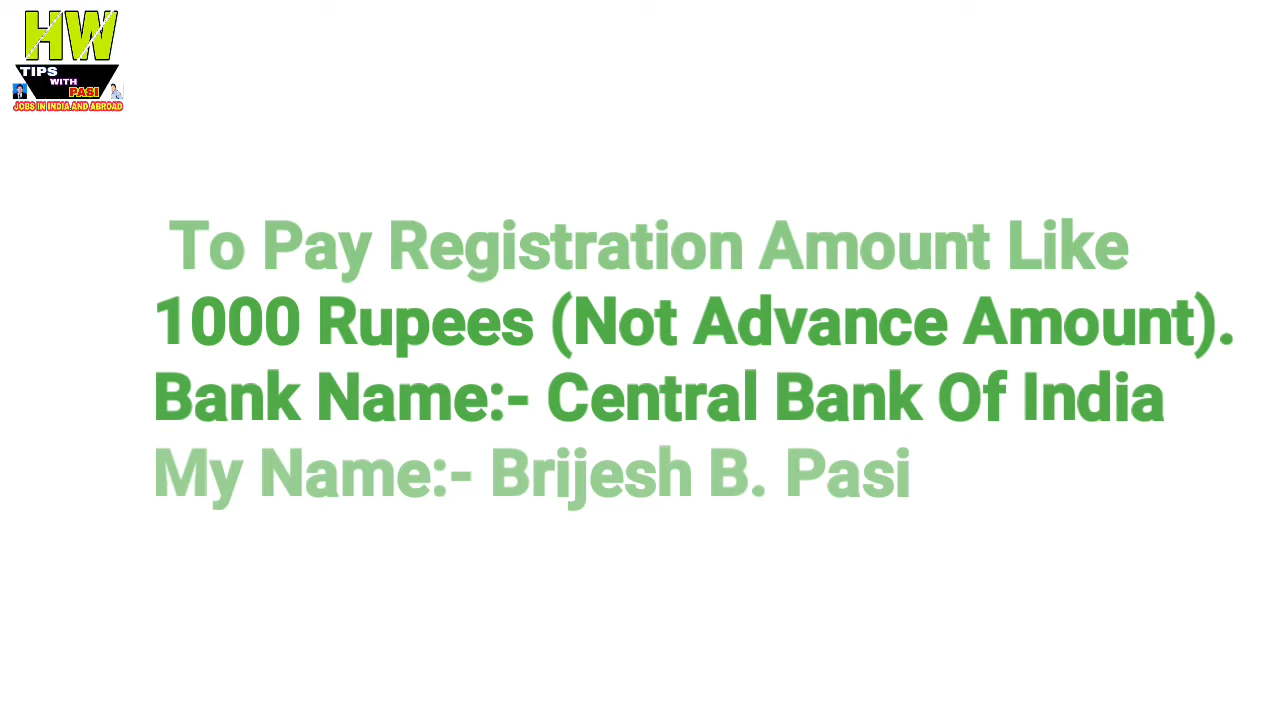 HW
TIPS
WITH
PASI
JOBS IN INDIA AND ABROAD
To Pay Registration Amount Like
1000 Rupees (Not Advance Amount).
Bank Name:- Central Bank Of India
My Name:- Brijesh B. Pasi